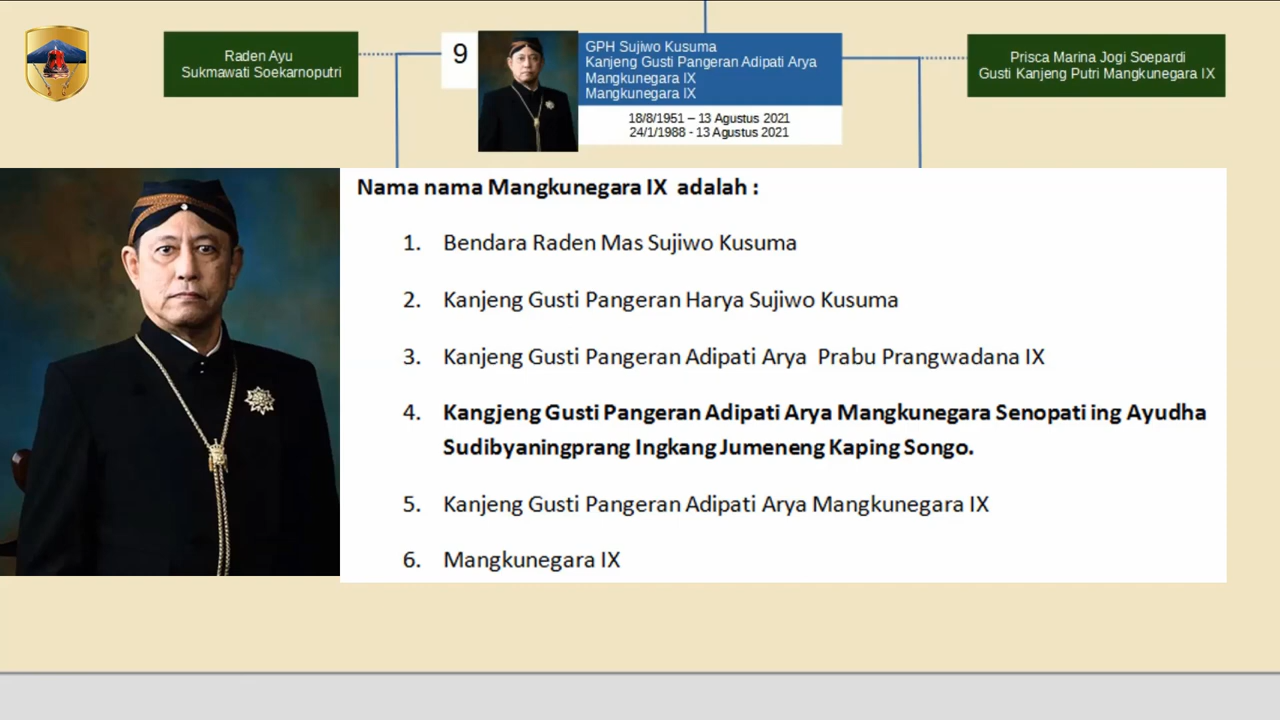 Raden Ayu
Sukmawati Soekarnoputri
9
GPH Sujiwo Kusuma
Kanjeng Gusti Pangeran Adipati Arya
Mangkunegara IX
Mangkunegara IX
18/8/1951 – 13 Agustus 2021
24/1/1988 - 13 Agustus 2021
Prisca Marina Jogi Soepardi
Gusti Kanjeng Putri Mangkunegara IX
Nama nama Mangkunegara IX adalah :
1. Bendara Raden Mas Sujiwo Kusuma
2. Kanjeng Gusti Pangeran Harya Sujiwo Kusuma
3. Kanjeng Gusti Pangeran Adipati Arya Prabu Prangwadana IX
4. Kangjeng Gusti Pangeran Adipati Arya Mangkunegara Senopati ing Ayudha
Sudibyaningprang Ingkang Jumeneng Kaping Songo.
5. Kanjeng Gusti Pangeran Adipati Arya Mangkunegara IX
6. Mangkunegara IX